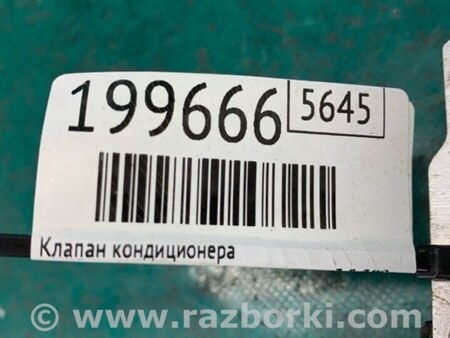 199666 5645
Клапан кондиционера
© www.razborki.com